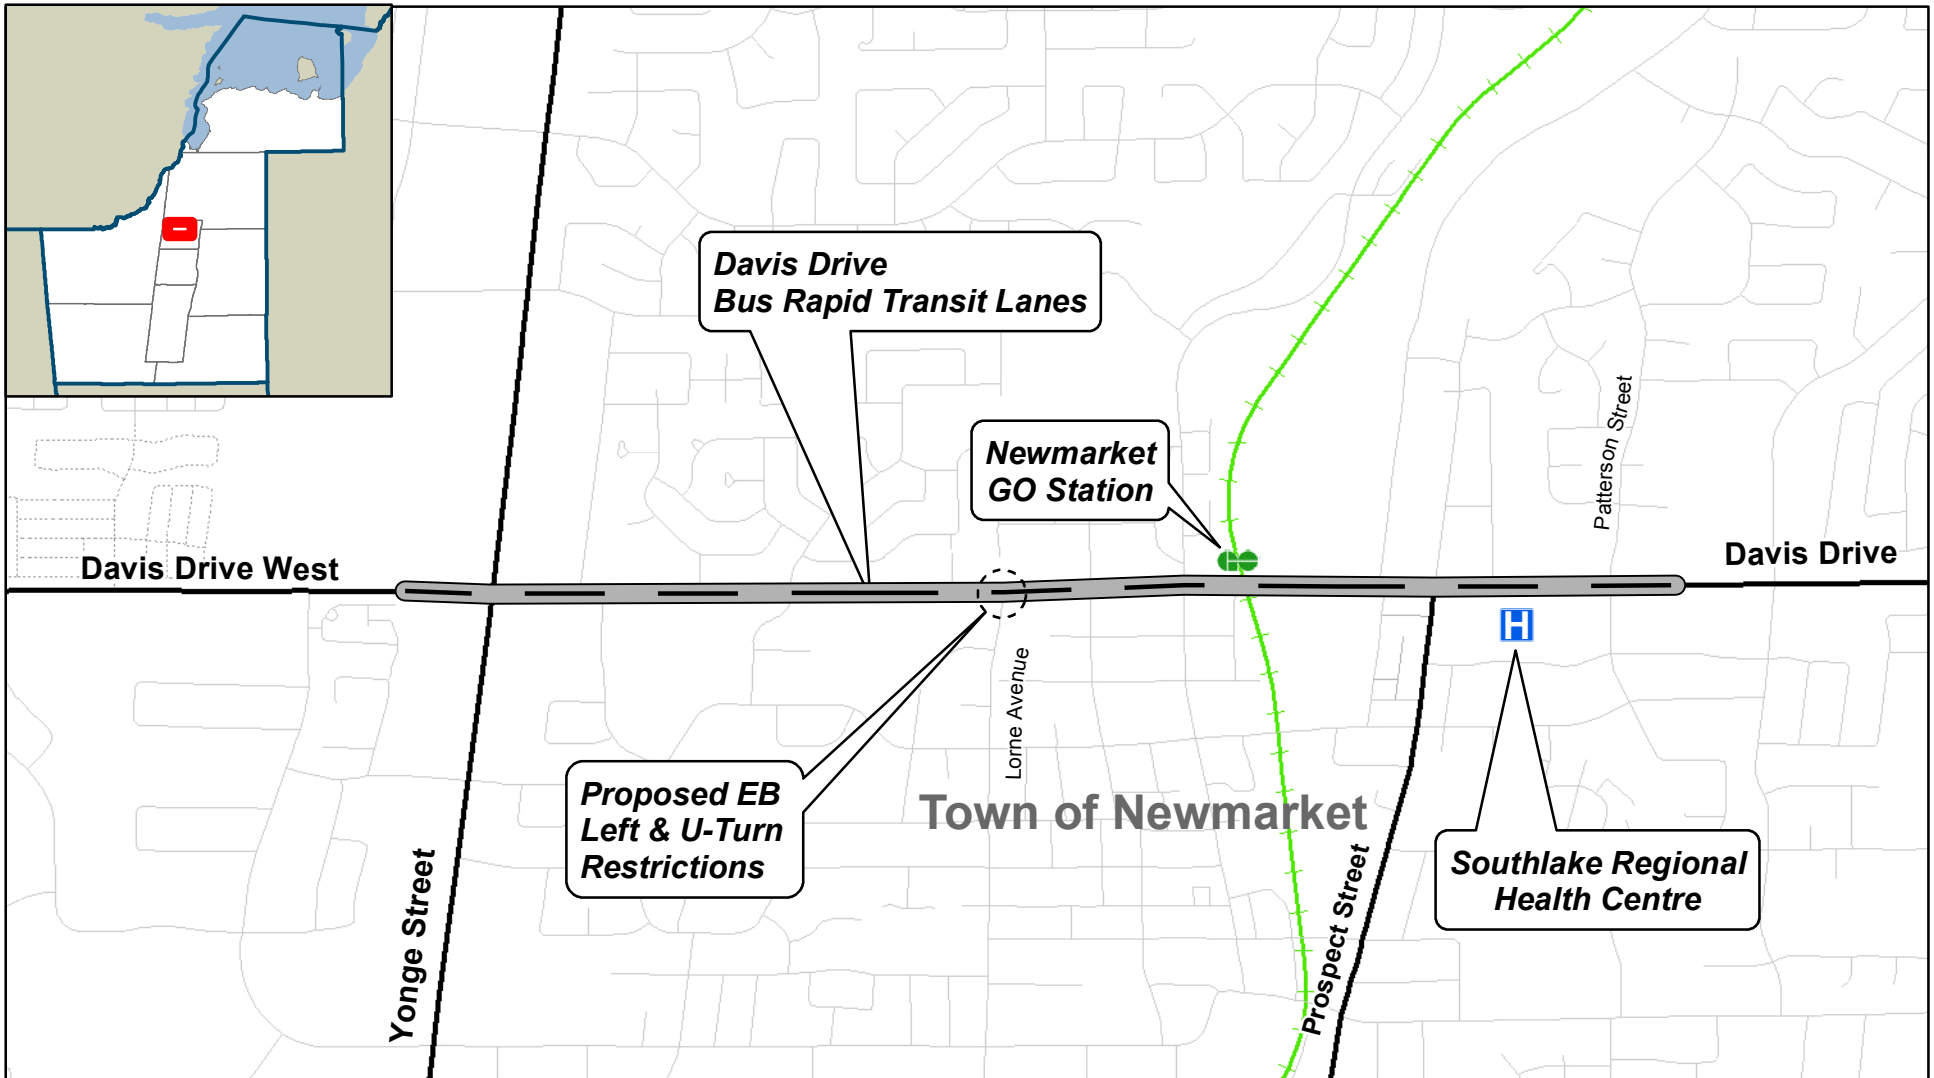 Davis Drive
Bus Rapid Transit Lanes
Newmarket
GO Station
Patterson Street
Davis Drive West
Davis Drive
H
Lorne Avenue
Proposed EB
Left & U-Turn
Restrictions
Town of Newmarket
Yonge Street
Prospect Street
Southlake Regional
Health Centre